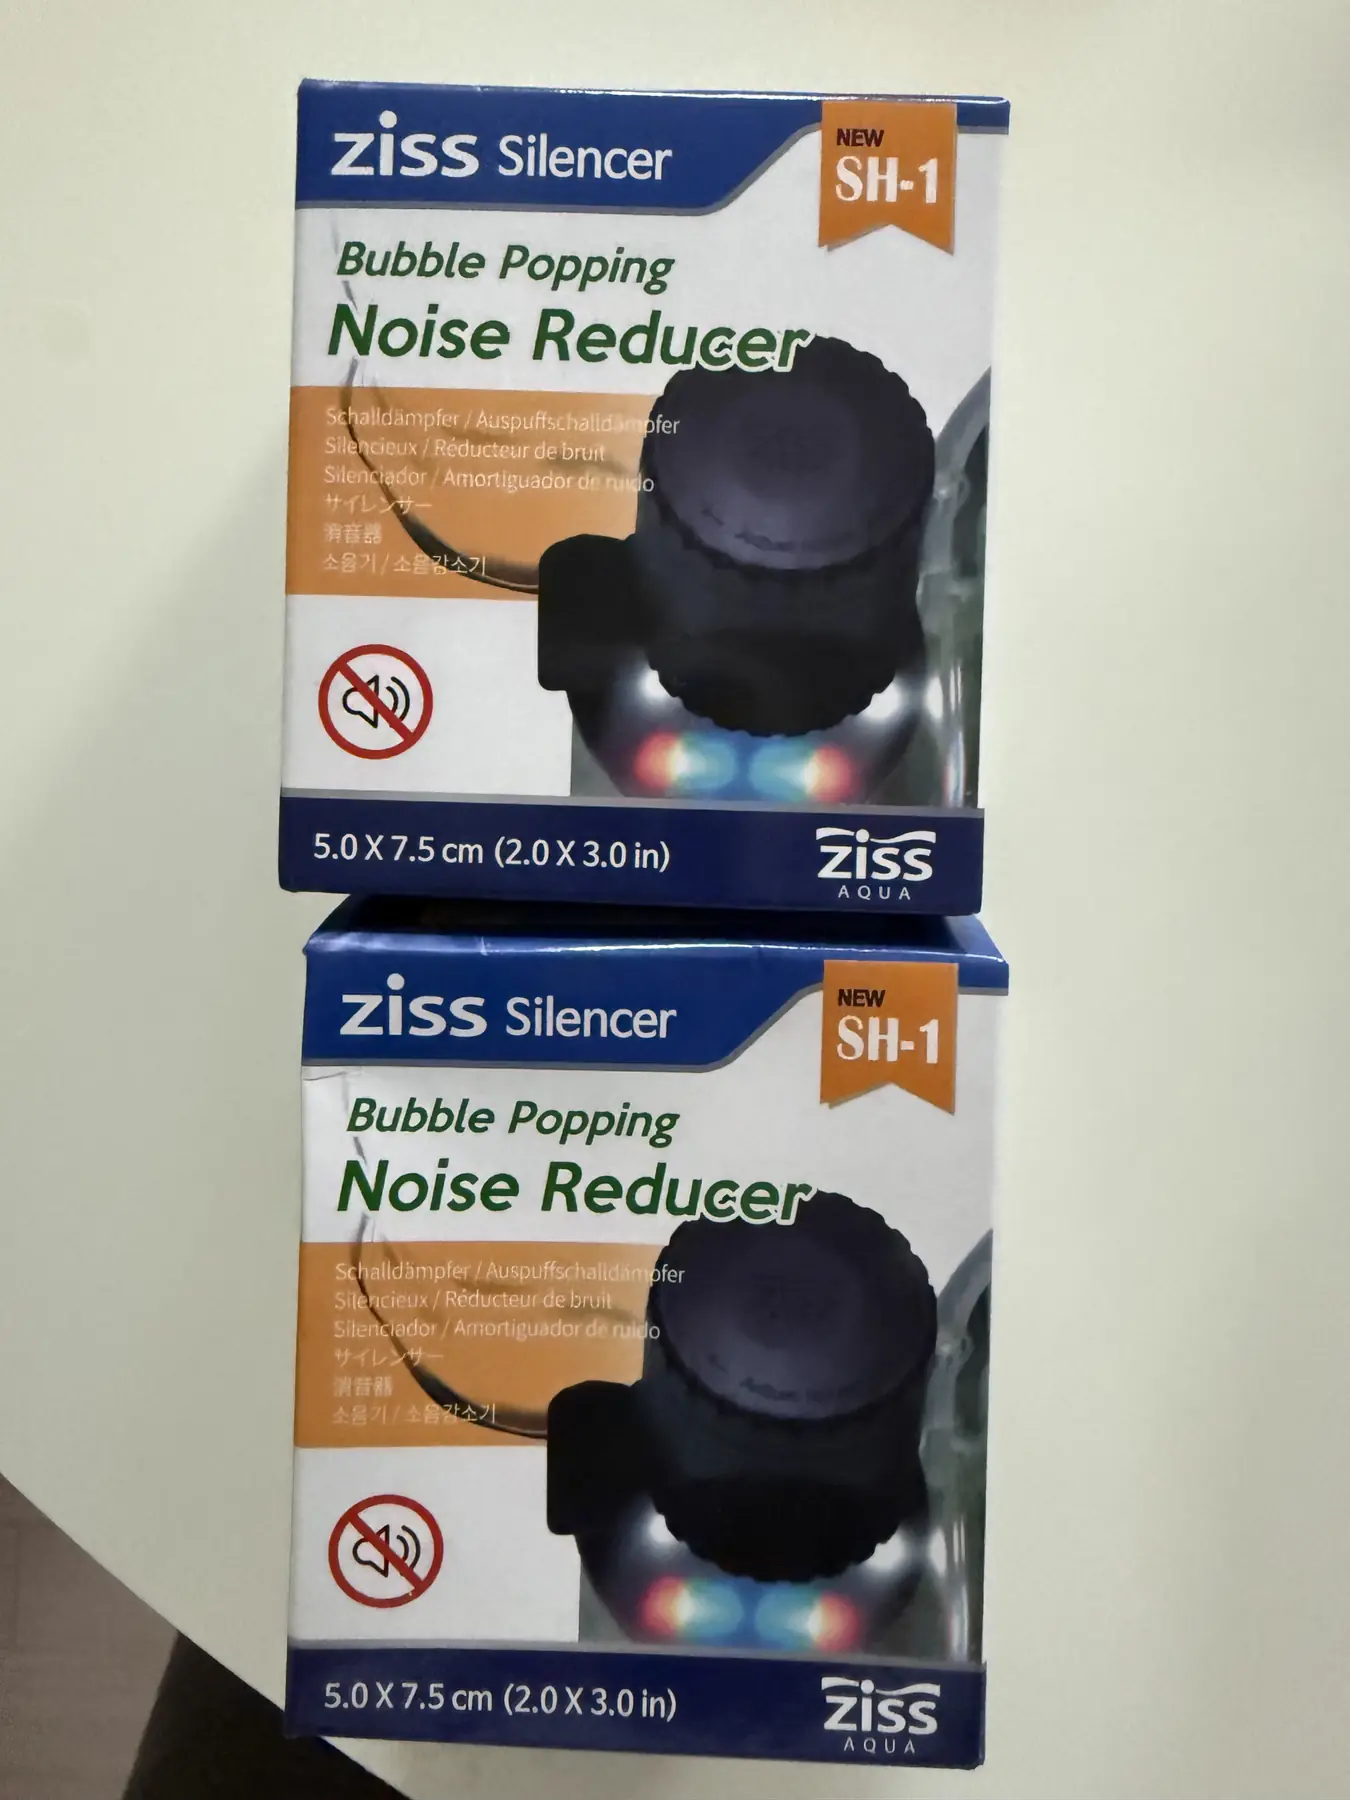 ziss Silencer
NEW
SH-1
Bubble Popping
Noise Reducer
Schalldämpfer / Auspuffschalldämpfer
Silencieux / Réducteur de bruit
Silenciador / Amortiguador de ruido
サイレンサー
消音器
소음기 / 소음감소기
5.0 X 7.5 cm (2.0 X 3.0 in)
ziss
AQUA
ziss Silencer
NEW
SH-1
Bubble Popping
Noise Reducer
Schalldämpfer / Auspuffschalldämpfer
Silencieux / Réducteur de bruit
Silenciador / Amortiguador de ruido
サイレンサー
消音器
소음기 / 소음감소기
5.0 X 7.5 cm (2.0 X 3.0 in)
ziss
AQUA